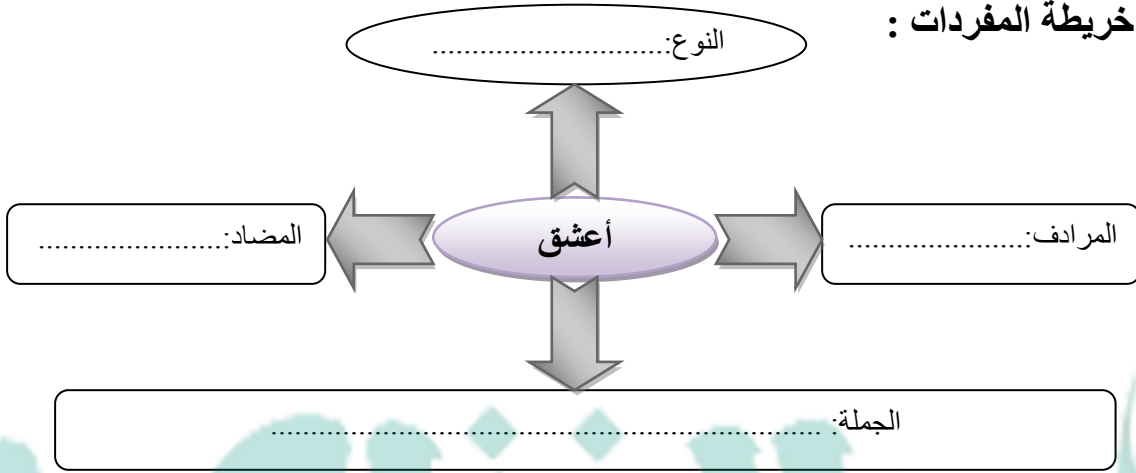 خريطة المفردات :
النوع:.............................
المرادف:......................
أعشق
المضاد:.......................
الجملة: ......................................................................